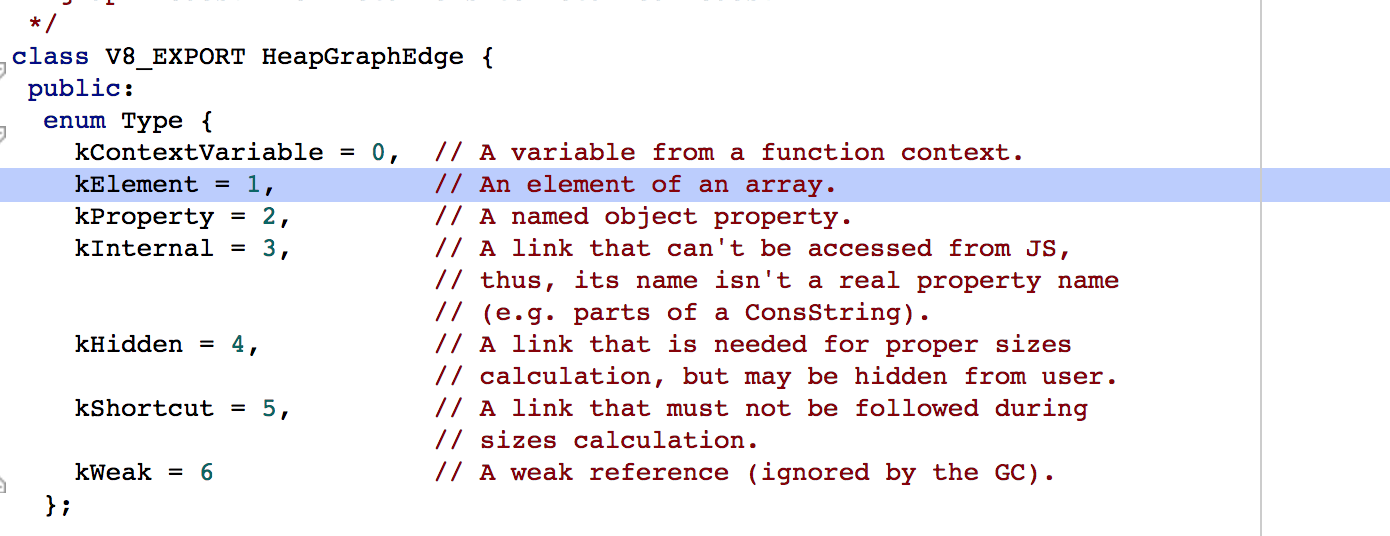 */
class V8_EXPORT HeapGraphEdge {
public:
enum Type {
kContextVariable = 0, // A variable from a function context.
kElement = 1, // An element of an array.
kProperty = 2, // A named object property.
kInternal = 3, // A link that can't be accessed from JS,
// thus, its name isn't a real property name
// (e.g. parts of a ConsString).
kHidden = 4, // A link that is needed for proper sizes
// calculation, but may be hidden from user.
kShortcut = 5, // A link that must not be followed during
// sizes calculation.
kWeak = 6 // A weak reference (ignored by the GC).
};